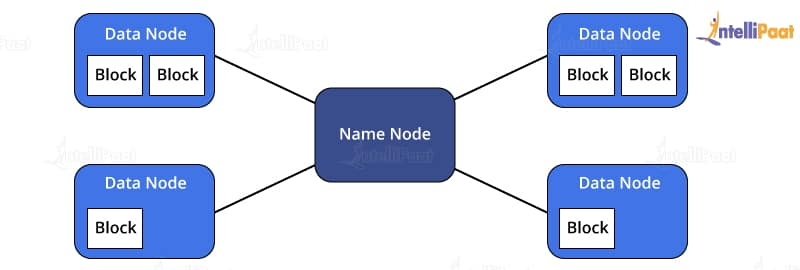 Data Node
Block Block
Data Node
Block Block
IntelliPaat
Name Node
Data Node
Block
Data Node
Block